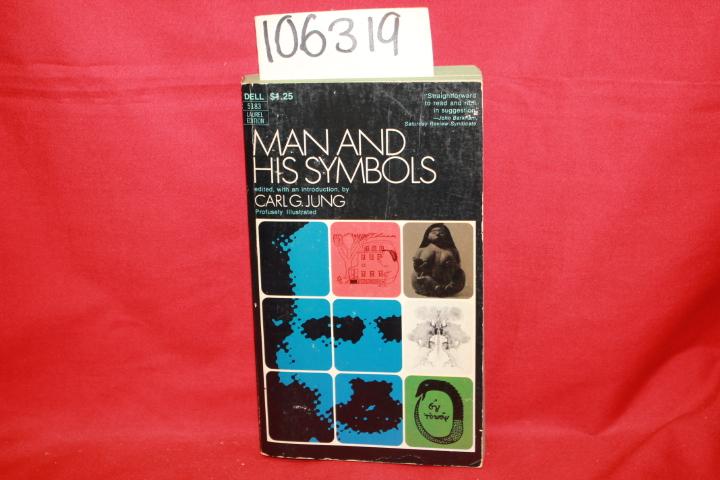 106319
DELL $1.25
5183
LAUREL
EDITION
"Straightforward
to read and rich
in suggestion"
—John Barkham,
Saturday Review Syndicate
MAN AND
HIS SYMBOLS
edited, with an introduction, by
CARL G. JUNG
Profusely Illustrated